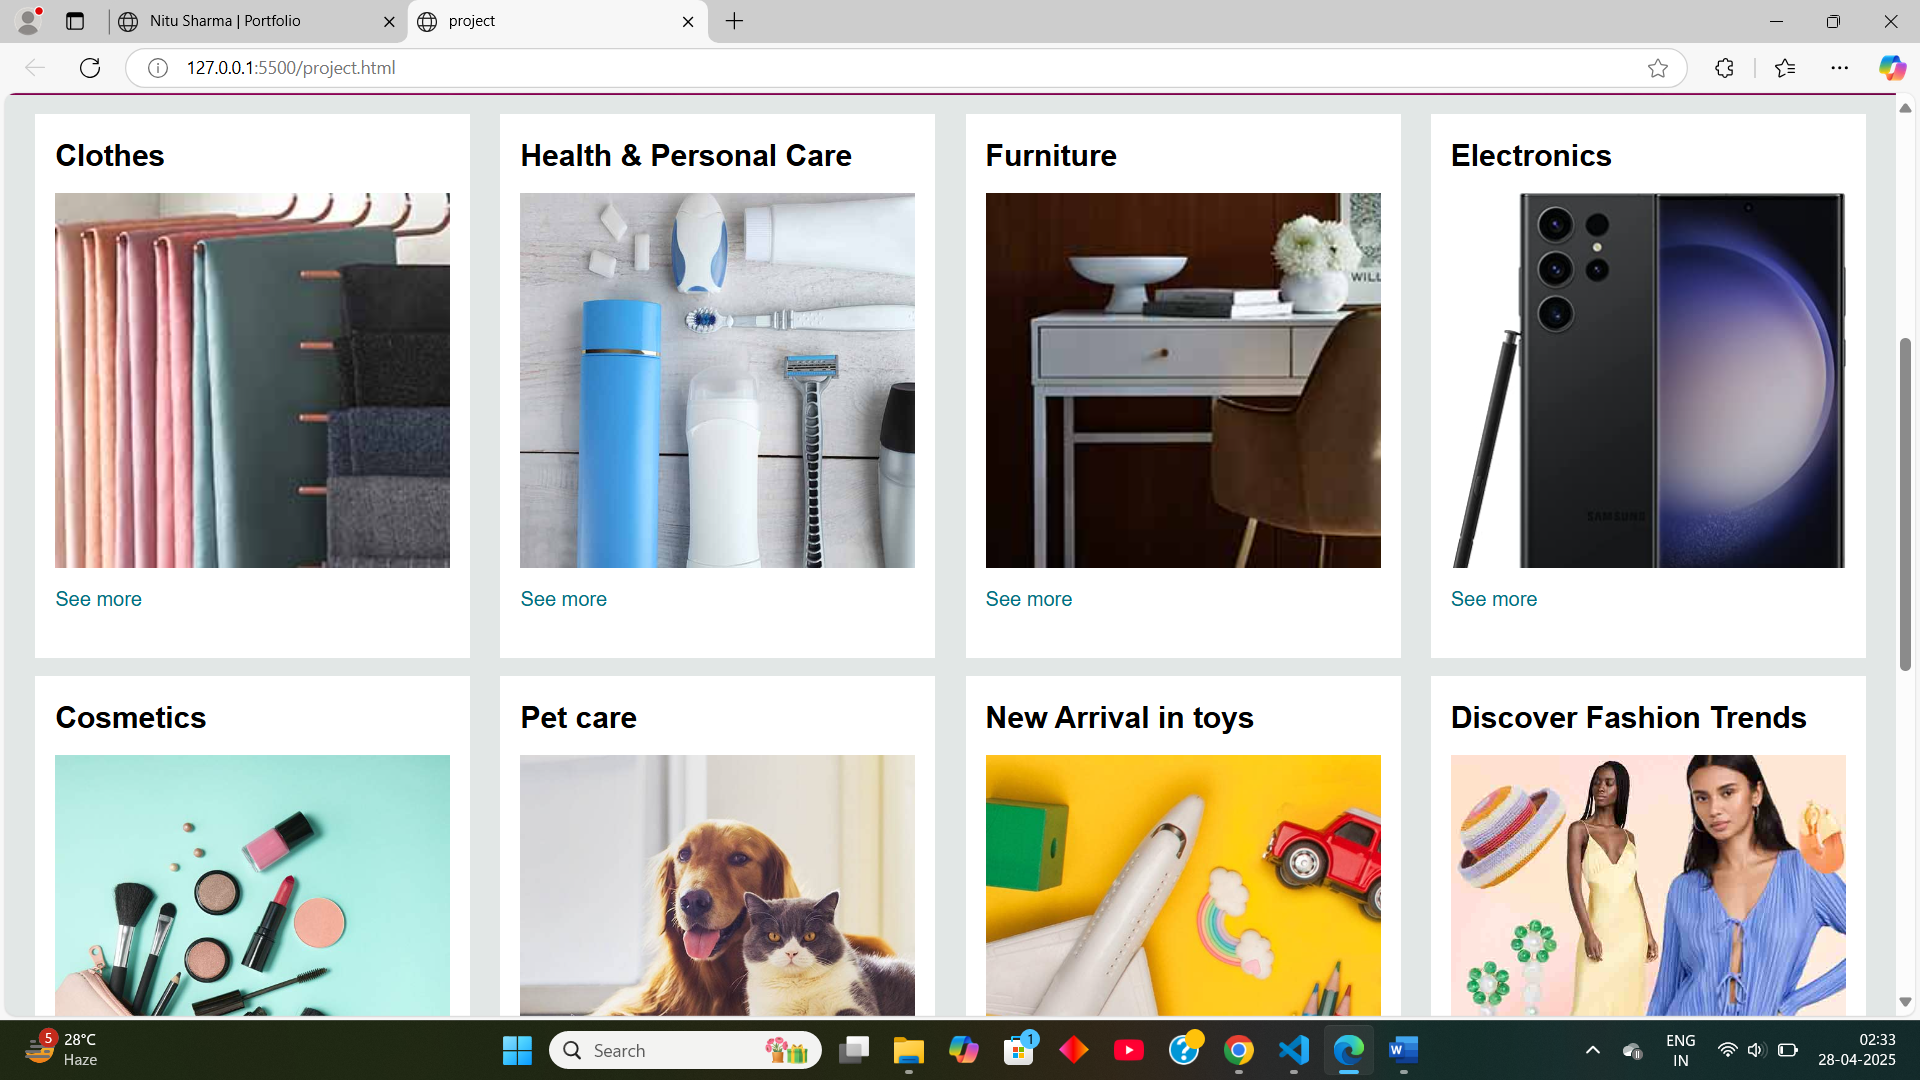 Nitu Sharma | Portfolio
project
127.0.0.1:5500/project.html
Clothes
Health & Personal Care
Furniture
Electronics
WILL
SAMSUNG
See more
See more
See more
See more
Cosmetics
Pet care
New Arrival in toys
Discover Fashion Trends
5
28°C
Haze
Search
1
ENG
IN
02:33
28-04-2025